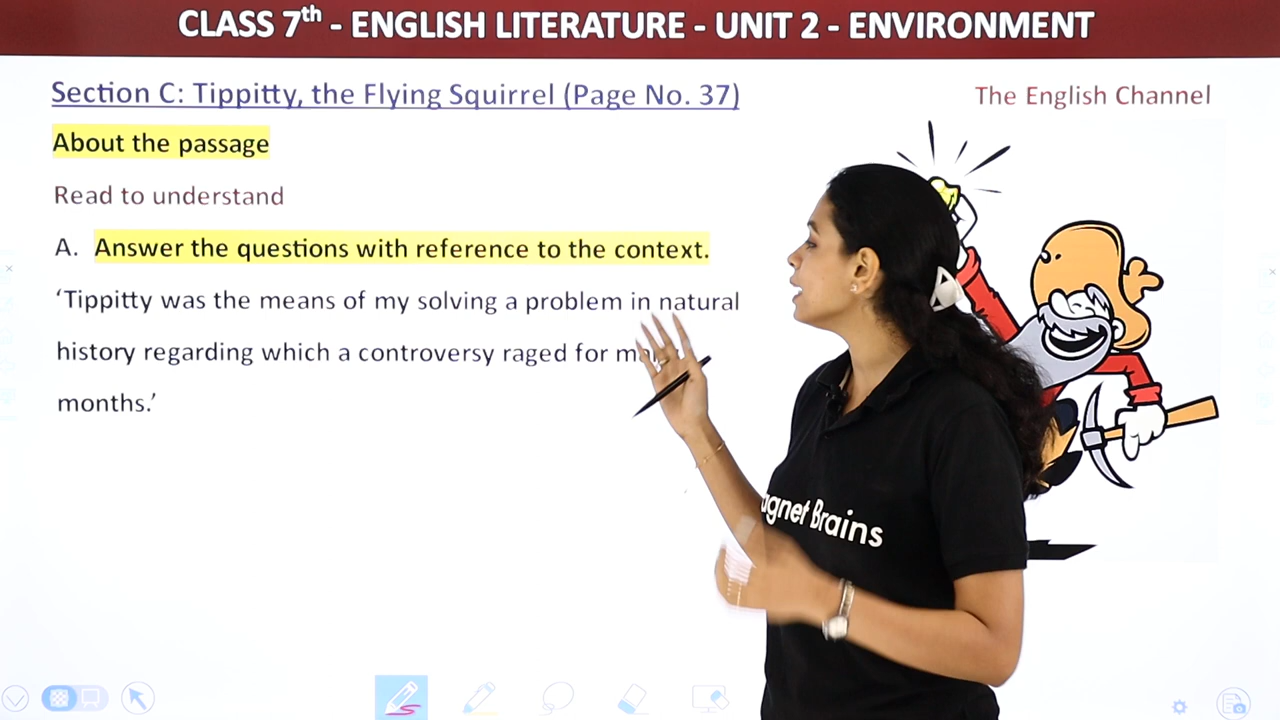 CLASS 7th - ENGLISH LITERATURE - UNIT 2 - ENVIRONMENT
Section C: Tippitty, the Flying Squirrel (Page No. 37)
The English Channel
About the passage
Read to understand
A. Answer the questions with reference to the context.
‘Tippitty was the means of my solving a problem in natural
history regarding which a controversy raged for
months.’
Brains